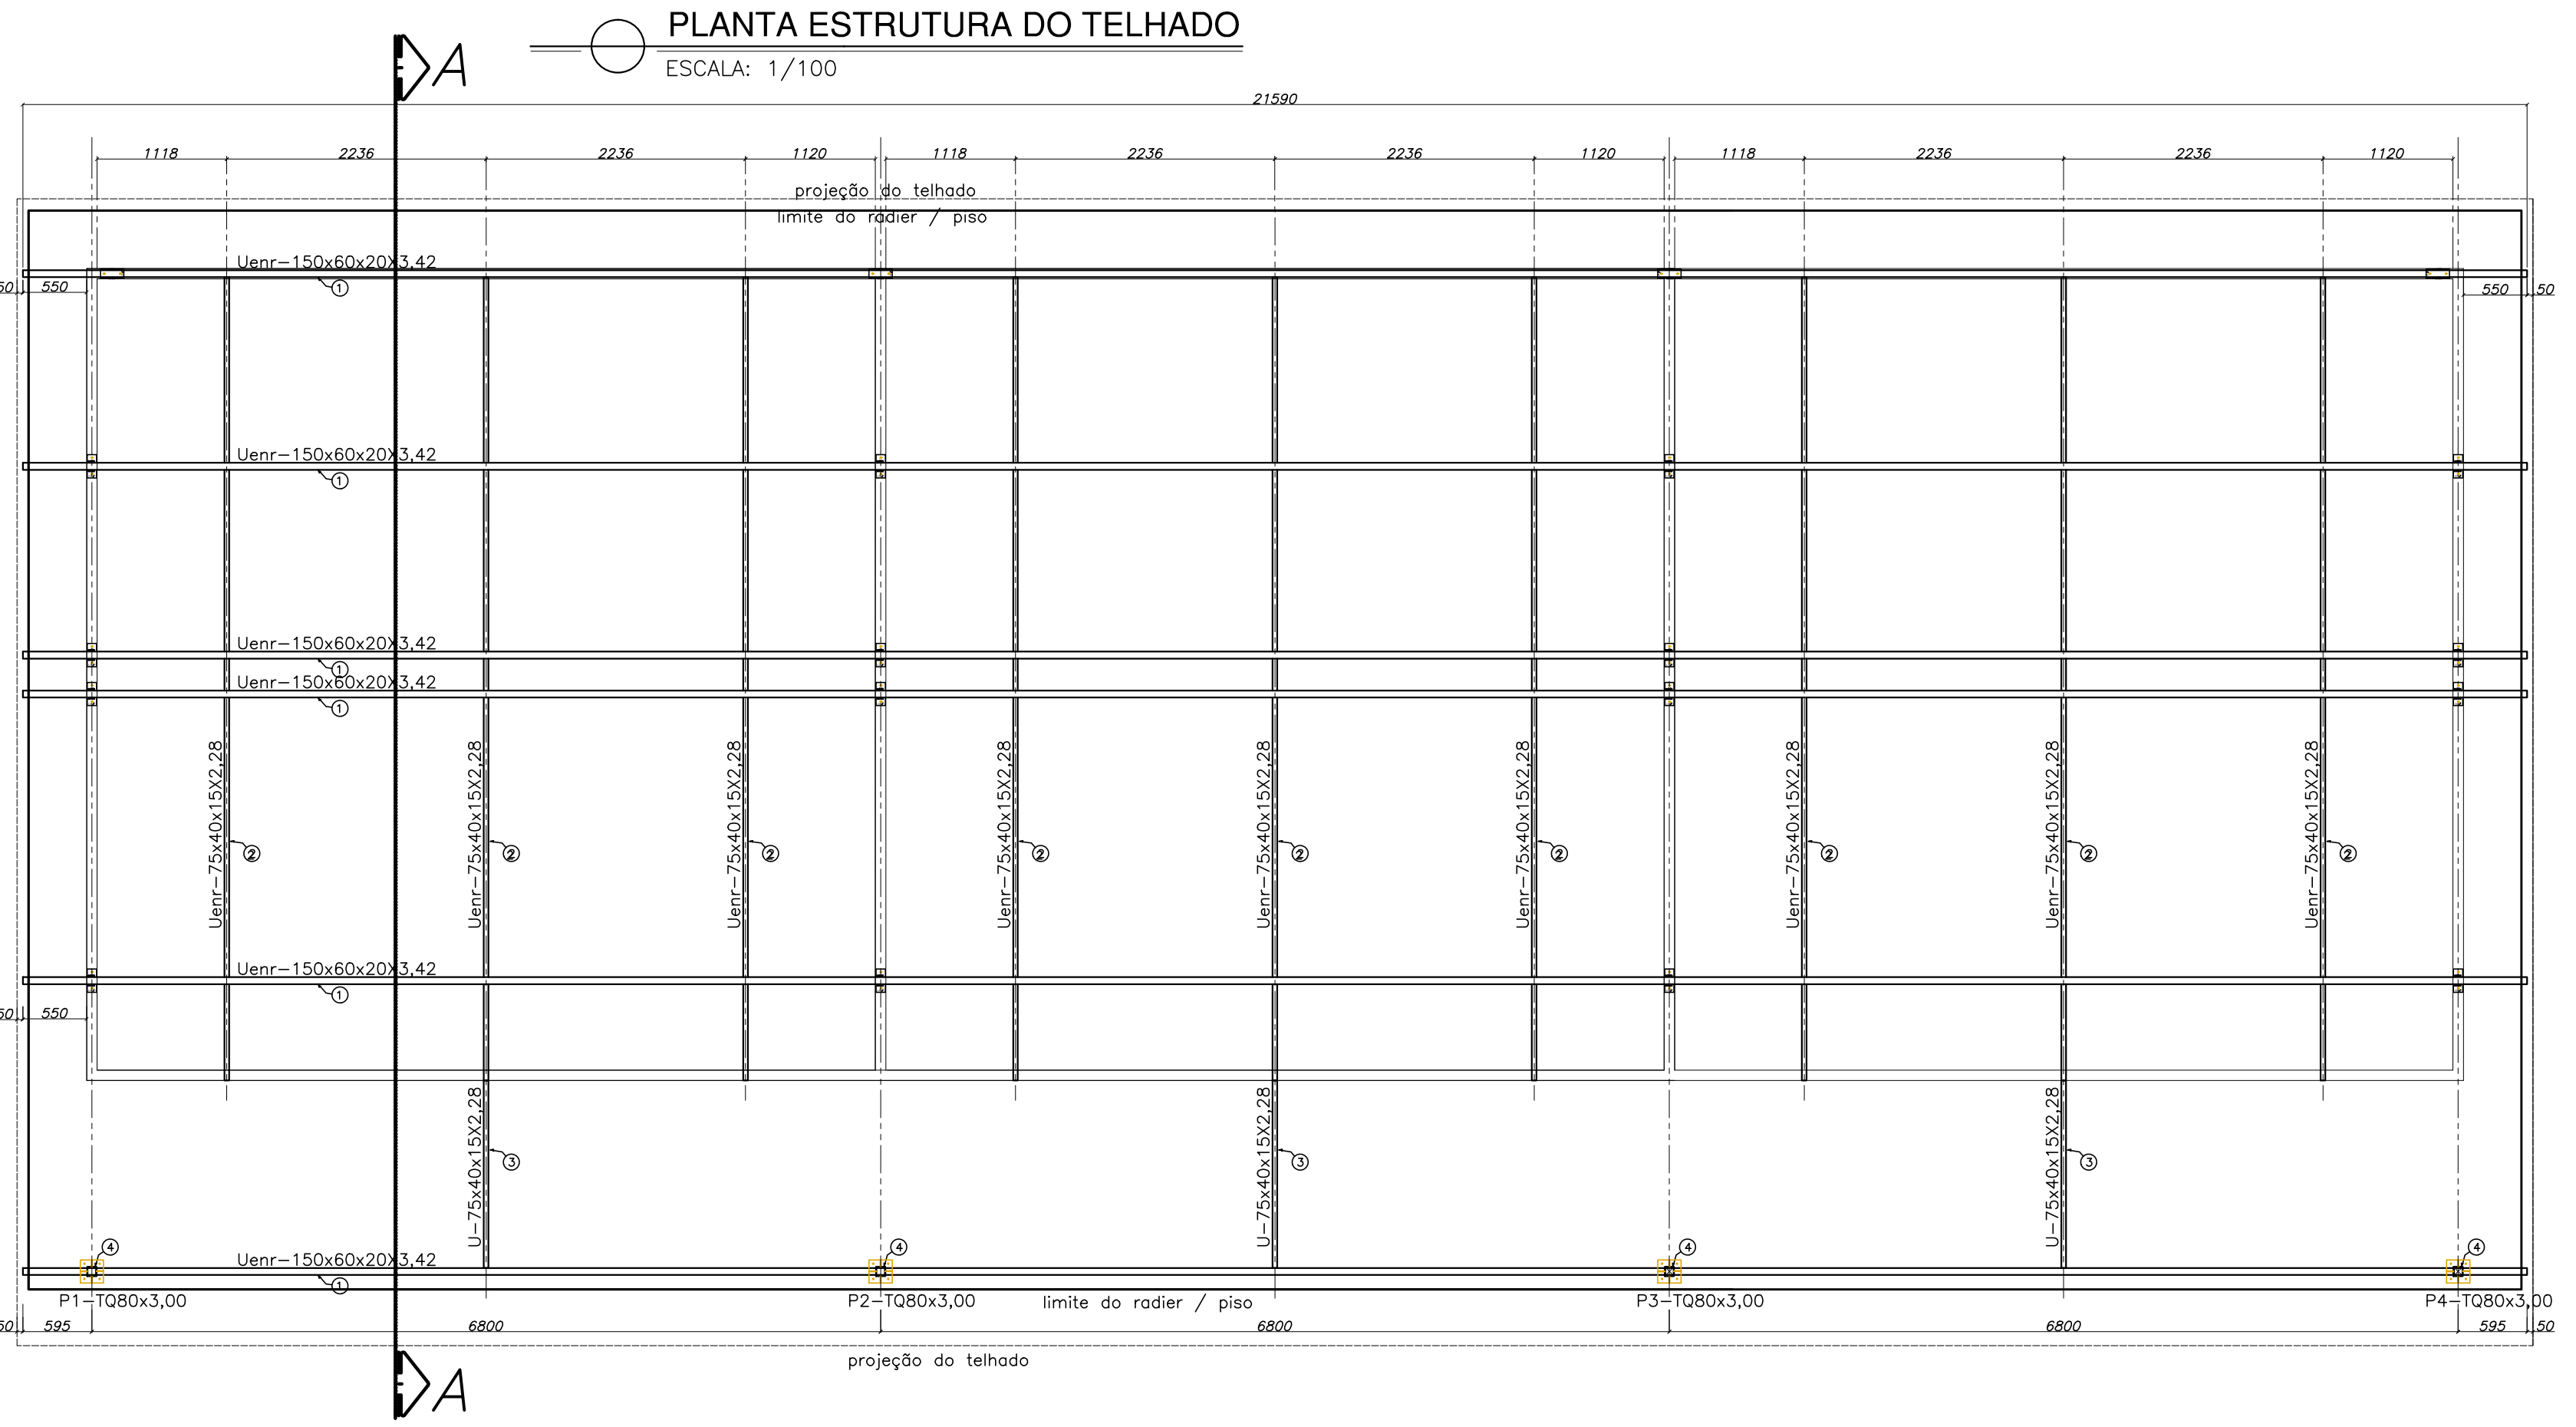 PLANTA ESTRUTURA DO TELHADO
A
ESCALA: 1/100
21590
1118 2236 2236 1120 1118 2236 2236 1120 1118 2236 2236 1120
projeção do telhado
limite do radier / piso
Uenr-150x60x20X3,42
50 550 1 550 50
Uenr-150x60x20X3,42
1
Uenr-150x60x20X3,42
1
Uenr-150x60x20X3,42
1
Uenr-75x40x15X2,28 Uenr-75x40x15X2,28 Uenr-75x40x15X2,28 Uenr-75x40x15X2,28 Uenr-75x40x15X2,28 Uenr-75x40x15X2,28 Uenr-75x40x15X2,28 Uenr-75x40x15X2,28 Uenr-75x40x15X2,28
2 2 2 2 2 2 2 2 2
Uenr-150x60x20X3,42
1
50 550
U-75x40x15X2,28 U-75x40x15X2,28 U-75x40x15X2,28
3 3 3
4 4 4 4
Uenr-150x60x20X3,42
1
P1-TQ80x3,00 P2-TQ80x3,00 limite do radier / piso P3-TQ80x3,00 P4-TQ80x3,00
50 595 6800 6800 6800 595 50
projeção do telhado
A